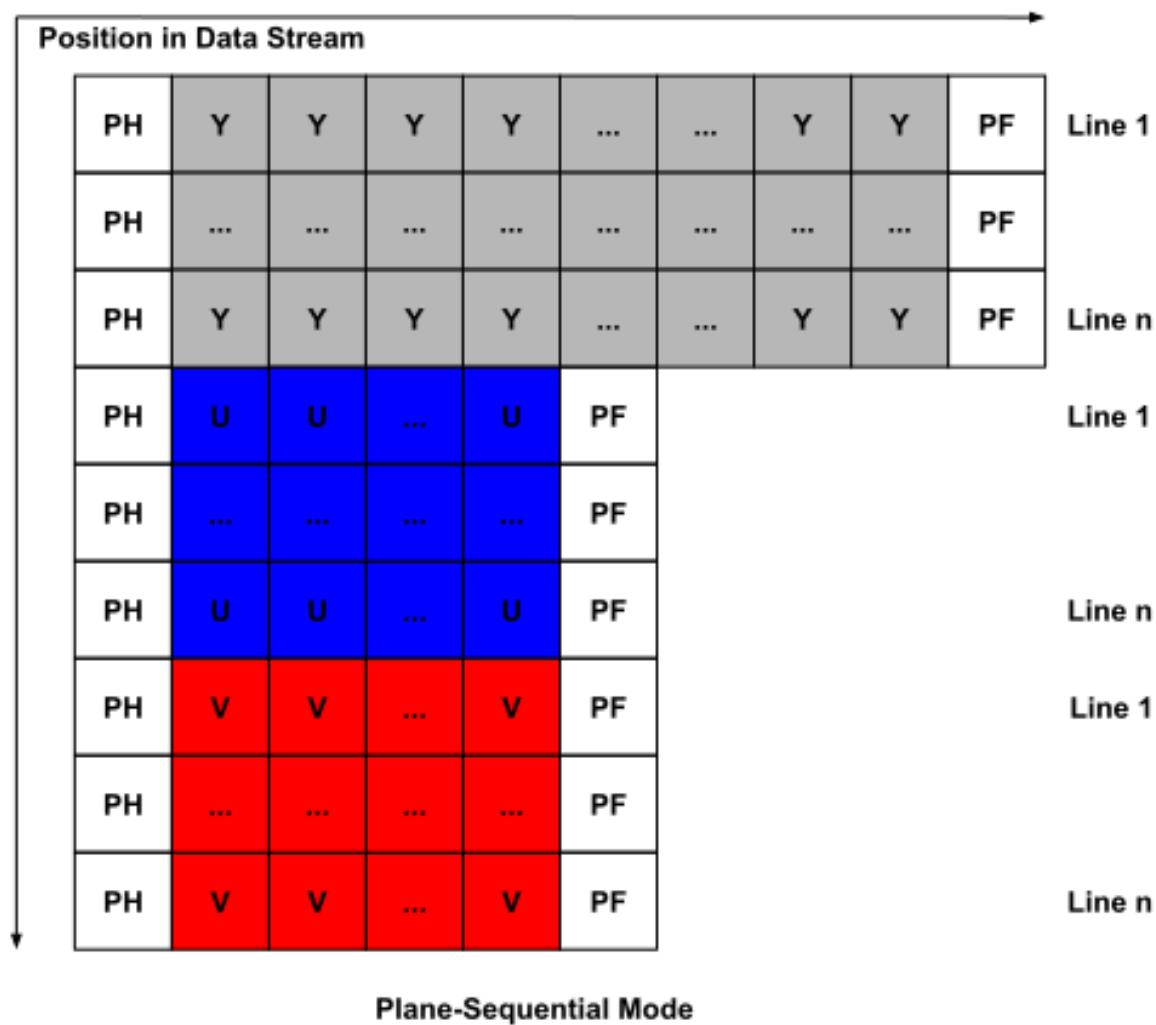 Position in Data Stream
PH Y Y Y Y ... ... Y Y PF Line 1
PH ... ... ... ... ... ... ... ... PF
PH Y Y Y Y ... ... Y Y PF Line n
PH U U ... U PF Line 1
PH ... ... ... ... PF
PH U U ... U PF Line n
PH V V ... V PF Line 1
PH ... ... ... ... PF
PH V V ... V PF Line n
Plane-Sequential Mode